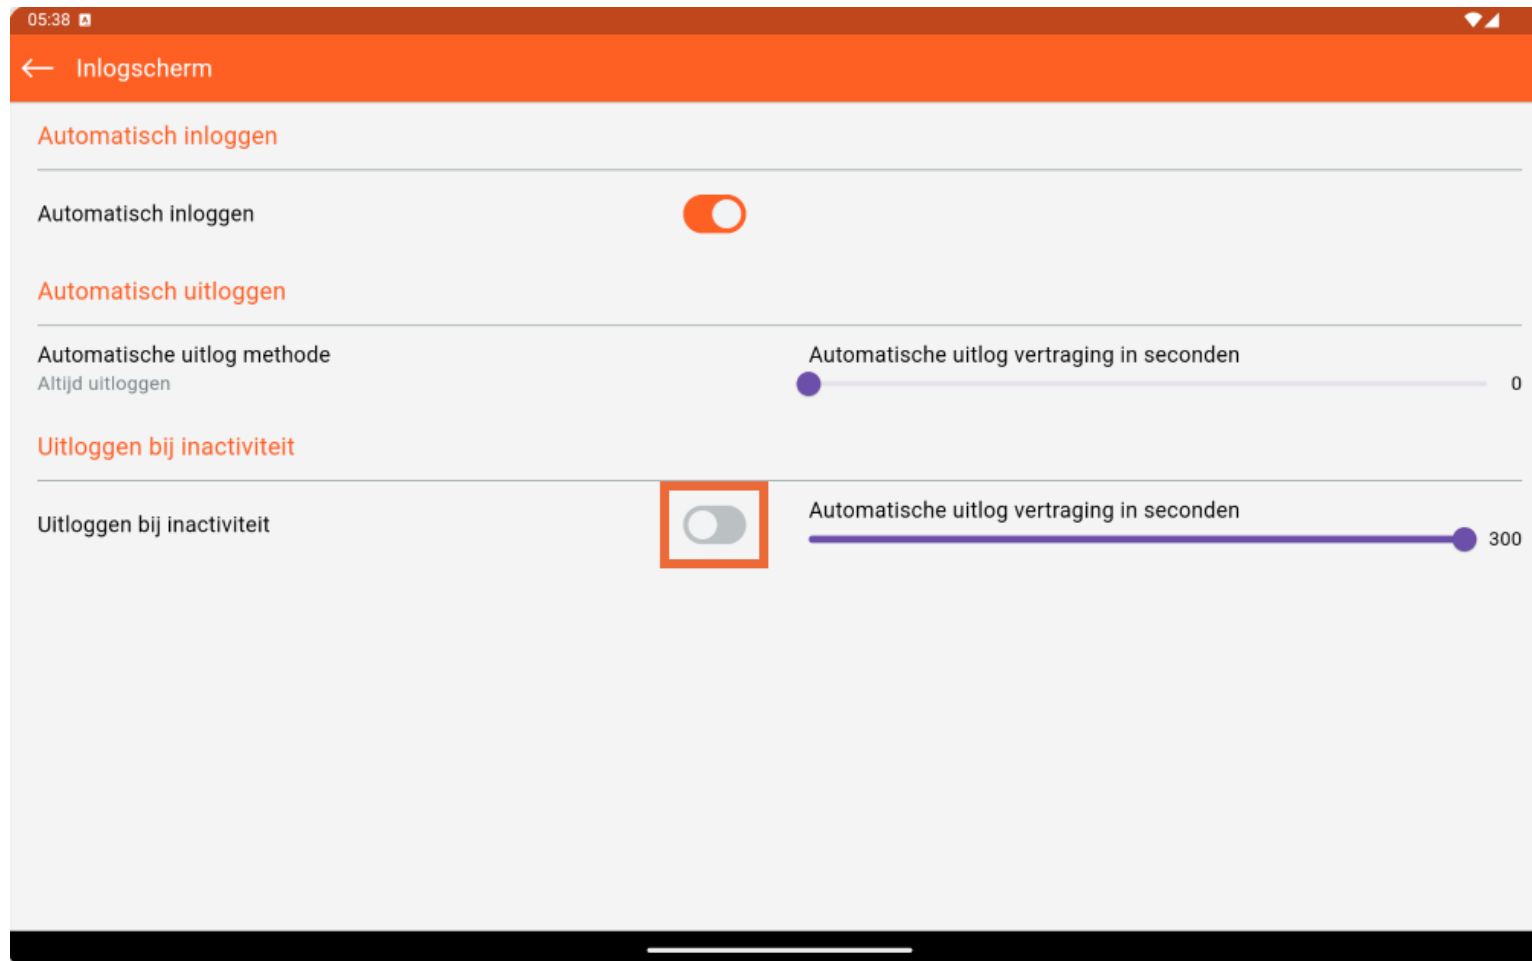 05:38
Inlogscherm
Automatisch inloggen
Automatisch inloggen
Automatisch uitloggen
Automatische uitlog methode
Altijd uitloggen
Automatische uitlog vertraging in seconden
0
Uitloggen bij inactiviteit
Uitloggen bij inactiviteit
Automatische uitlog vertraging in seconden
300